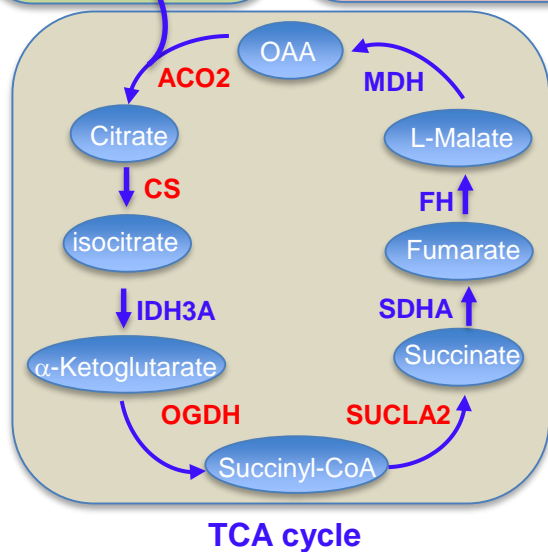 OAA
ACO2
MDH
Citrate
L-Malate
CS
FH
isocitrate
Fumarate
IDH3A
SDHA
α-Ketoglutarate
Succinate
OGDH
SUCLA2
Succinyl-CoA
TCA cycle